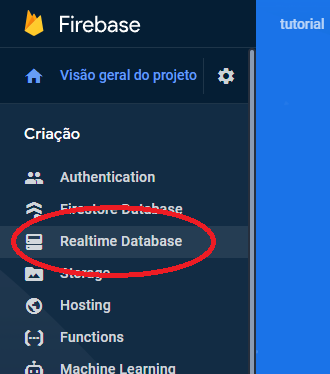 Firebase
tutorial
Visão geral do projeto
Criação
Authentication
Firestore Database
Realtime Database
Storage
Hosting
Functions
Machine Learning